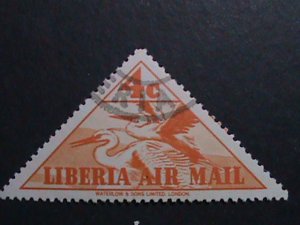 4c
LIBERIA AIR MAIL
WATERLOW & SONS LIMITED, LONDON.